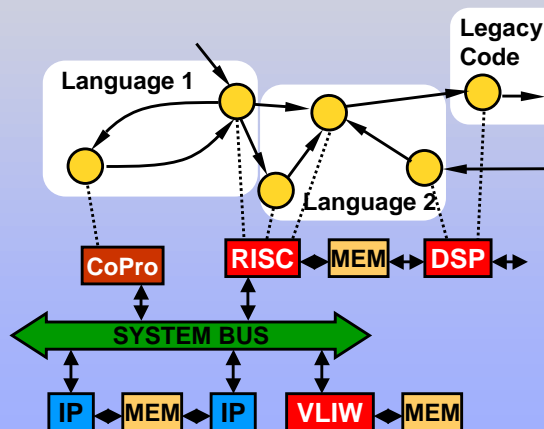 Legacy
Code
Language 1
Language 2
CoPro
RISC
MEM
DSP
SYSTEM BUS
IP
MEM
IP
VLIW
MEM